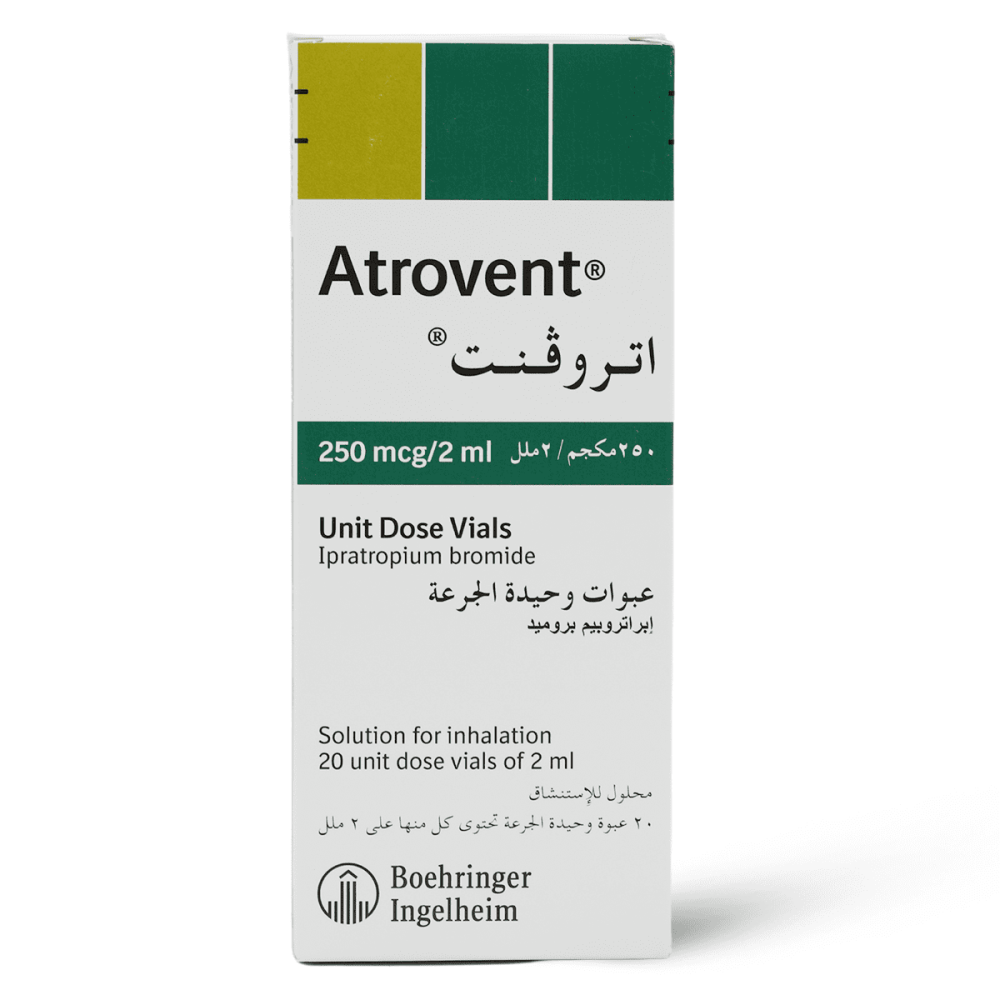 Atrovent®
اتروڤنت®
250 mcg/2 ml ٢٥٠مكجم/٢ملل
Unit Dose Vials
Ipratropium bromide
عبوات وحيدة الجرعة
إبراتروبيم بروميد
Solution for inhalation
20 unit dose vials of 2 ml
محلول للإستنشاق
٢٠ عبوة وحيدة الجرعة تحتوى كل منها على ٢ ملل
Boehringer
Ingelheim